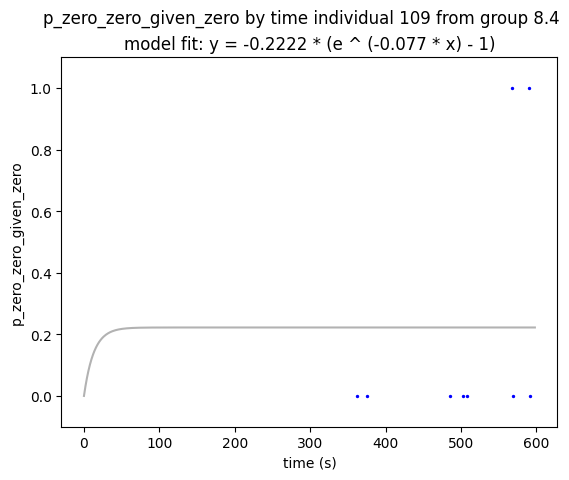 p_zero_zero_given_zero by time individual 109 from group 8.4
model fit: y = -0.2222 * (e ^ (-0.077 * x) - 1)
1.0
0.8
0.6
0.4
0.2
0.0
p_zero_zero_given_zero
0 100 200 300 400 500 600
time (s)